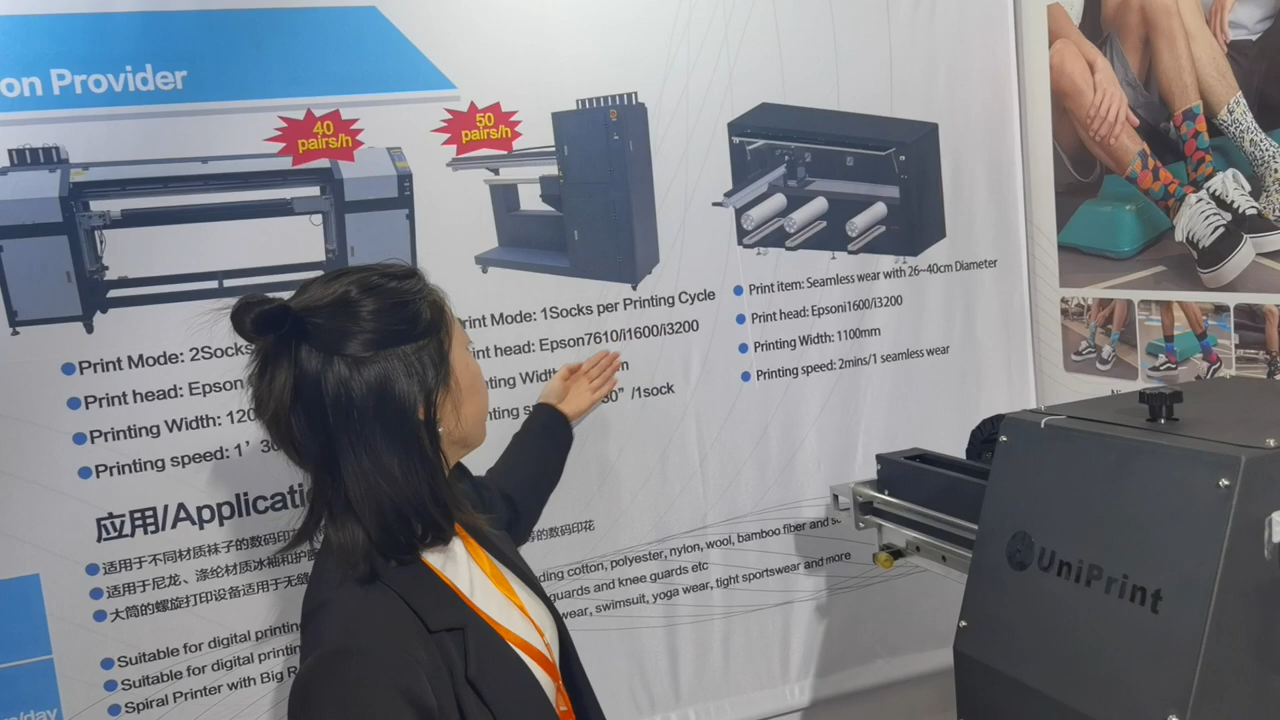 on Provider
40
pairs/h
50
pairs/h
Print Mode: 2Socks
Print head: Epson
Printing Width: 120
Printing speed: 1’ 30
rint Mode: 1Socks per Printing Cycle
int head: Epson7610/i1600/i3200
nting Width
nting s 30” /1sock
Print item: Seamless wear with 26~40cm Diameter
Print head: Epsoni1600/i3200
Printing Width: 1100mm
Printing speed: 2mins/1 seamless wear
应用/Applicati
适用于不同材质袜子的数码印
适用于尼龙、涤纶材质冰袖和护
大筒的螺旋打印设备适用于无缝
等的数码印花
Suitable for digital printing
Suitable for digital printin
Spiral Printer with Big R
ding cotton, polyester, nylon, wool, bamboo fiber and s
guards and knee guards etc
wear, swimsuit, yoga wear, tight sportswear and more
UniPrint
/day